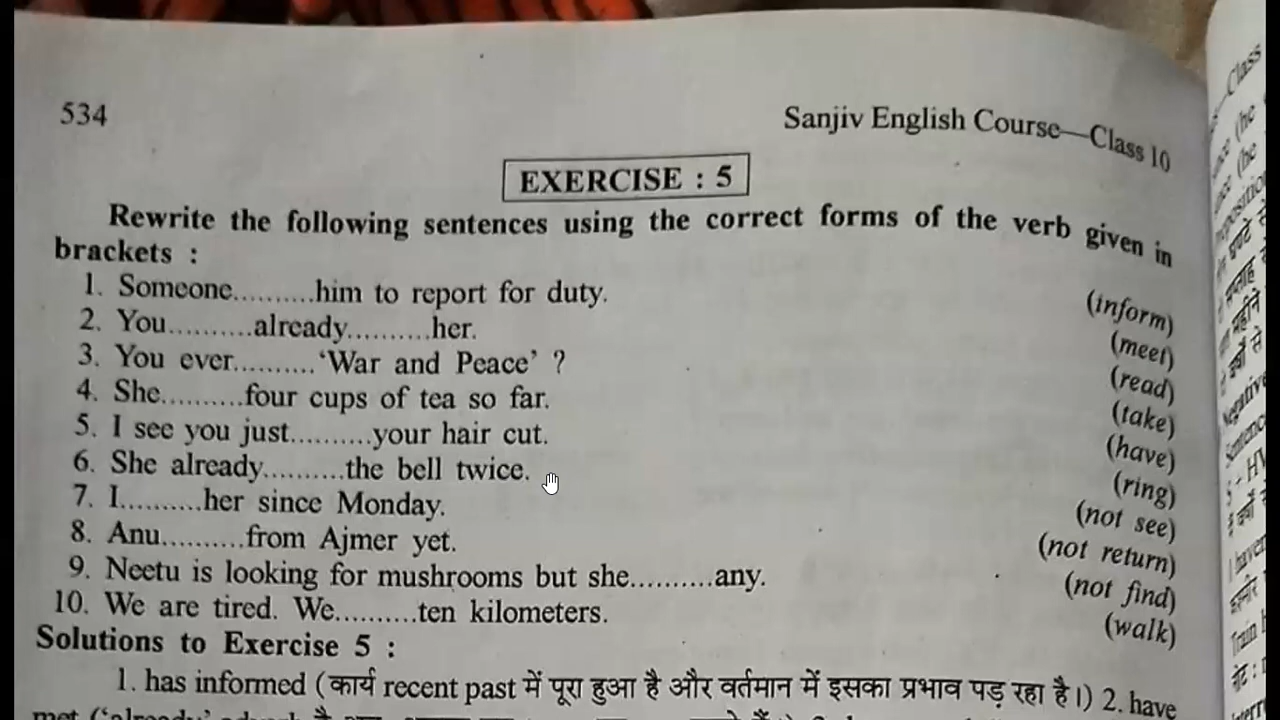 534
Sanjiv English Course—Class 10
EXERCISE : 5
Rewrite the following sentences using the correct forms of the verb given in
brackets :
1. Someone..........him to report for duty. (inform)
2. You..........already..........her. (meet)
3. You ever..........‘War and Peace’ ? (read)
4. She..........four cups of tea so far. (take)
5. I see you just..........your hair cut. (have)
6. She already..........the bell twice. (ring)
7. I..........her since Monday. (not see)
8. Anu..........from Ajmer yet. (not return)
9. Neetu is looking for mushrooms but she..........any. (not find)
10. We are tired. We..........ten kilometers. (walk)
Solutions to Exercise 5 :
1. has informed (कार्य recent past में पूरा हुआ है और वर्तमान में इसका प्रभाव पड़ रहा है।) 2. have
met (‘already’